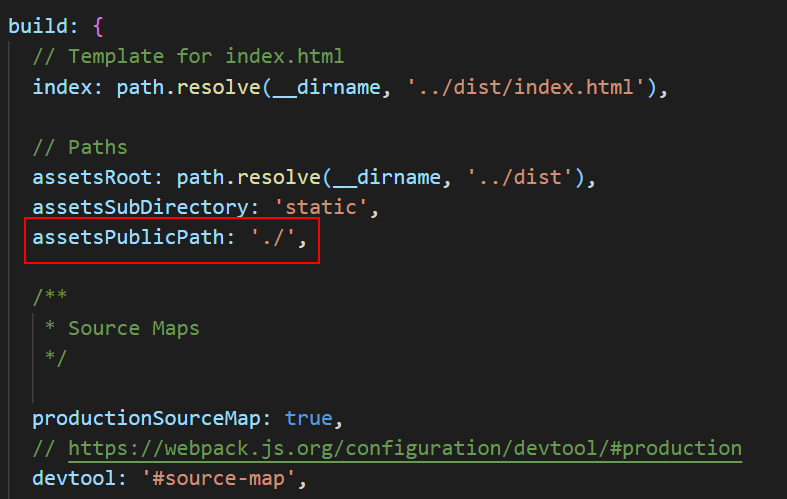 build: {
// Template for index.html
index: path.resolve(__dirname, '../dist/index.html'),
// Paths
assetsRoot: path.resolve(__dirname, '../dist'),
assetsSubDirectory: 'static',
assetsPublicPath: './',
/**
* Source Maps
*/
productionSourceMap: true,
// https://webpack.js.org/configuration/devtool/#production
devtool: '#source-map',